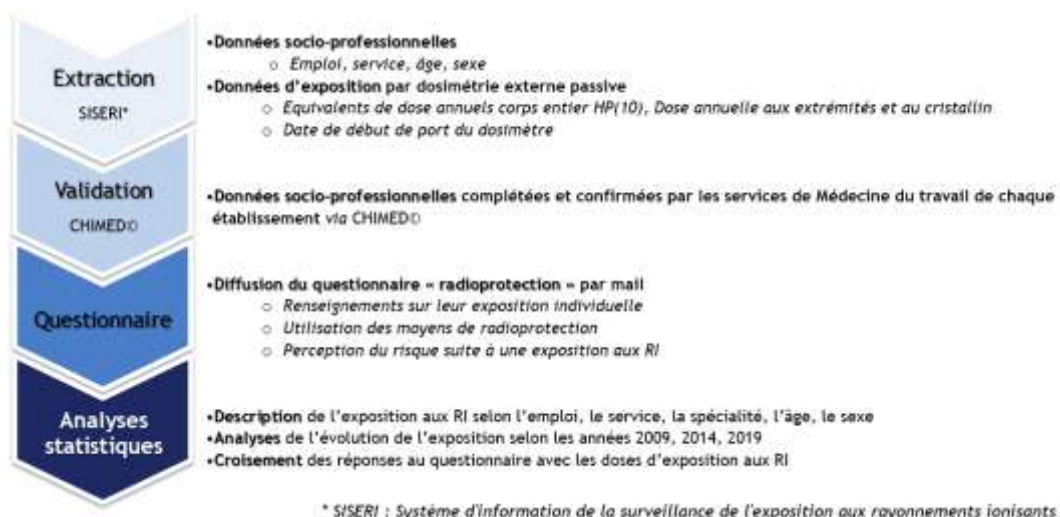 Extraction
SISERI*
•Données socio-professionnelles
○ Emploi, service, âge, sexe
•Données d'exposition par dosimétrie externe passive
○ Equivalents de dose annuels corps entier HP(10), Dose annuelle aux extrémités et au cristallin
○ Date de début de port du dosimètre
Validation
CHIMED©
•Données socio-professionnelles complétées et confirmées par les services de Médecine du travail de chaque
établissement via CHIMED©
Questionnaire
•Diffusion du questionnaire « radioprotection » par mail
○ Renseignements sur leur exposition individuelle
○ Utilisation des moyens de radioprotection
○ Perception du risque suite à une exposition aux RI
Analyses
statistiques
•Description de l'exposition aux RI selon l'emploi, le service, la spécialité, l'âge, le sexe
•Analyses de l'évolution de l'exposition selon les années 2009, 2014, 2019
•Croisement des réponses au questionnaire avec les doses d'exposition aux RI
* SISERI : Système d'information de la surveillance de l'exposition aux rayonnements ionisants